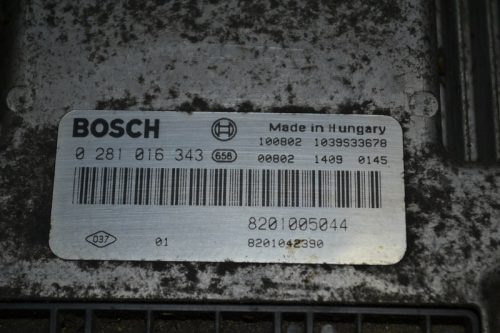 BOSCH Made in Hungary
100802 1039S33678
0 281 016 343 658 00802 1409 0145
8201005044
037 01 8201042390